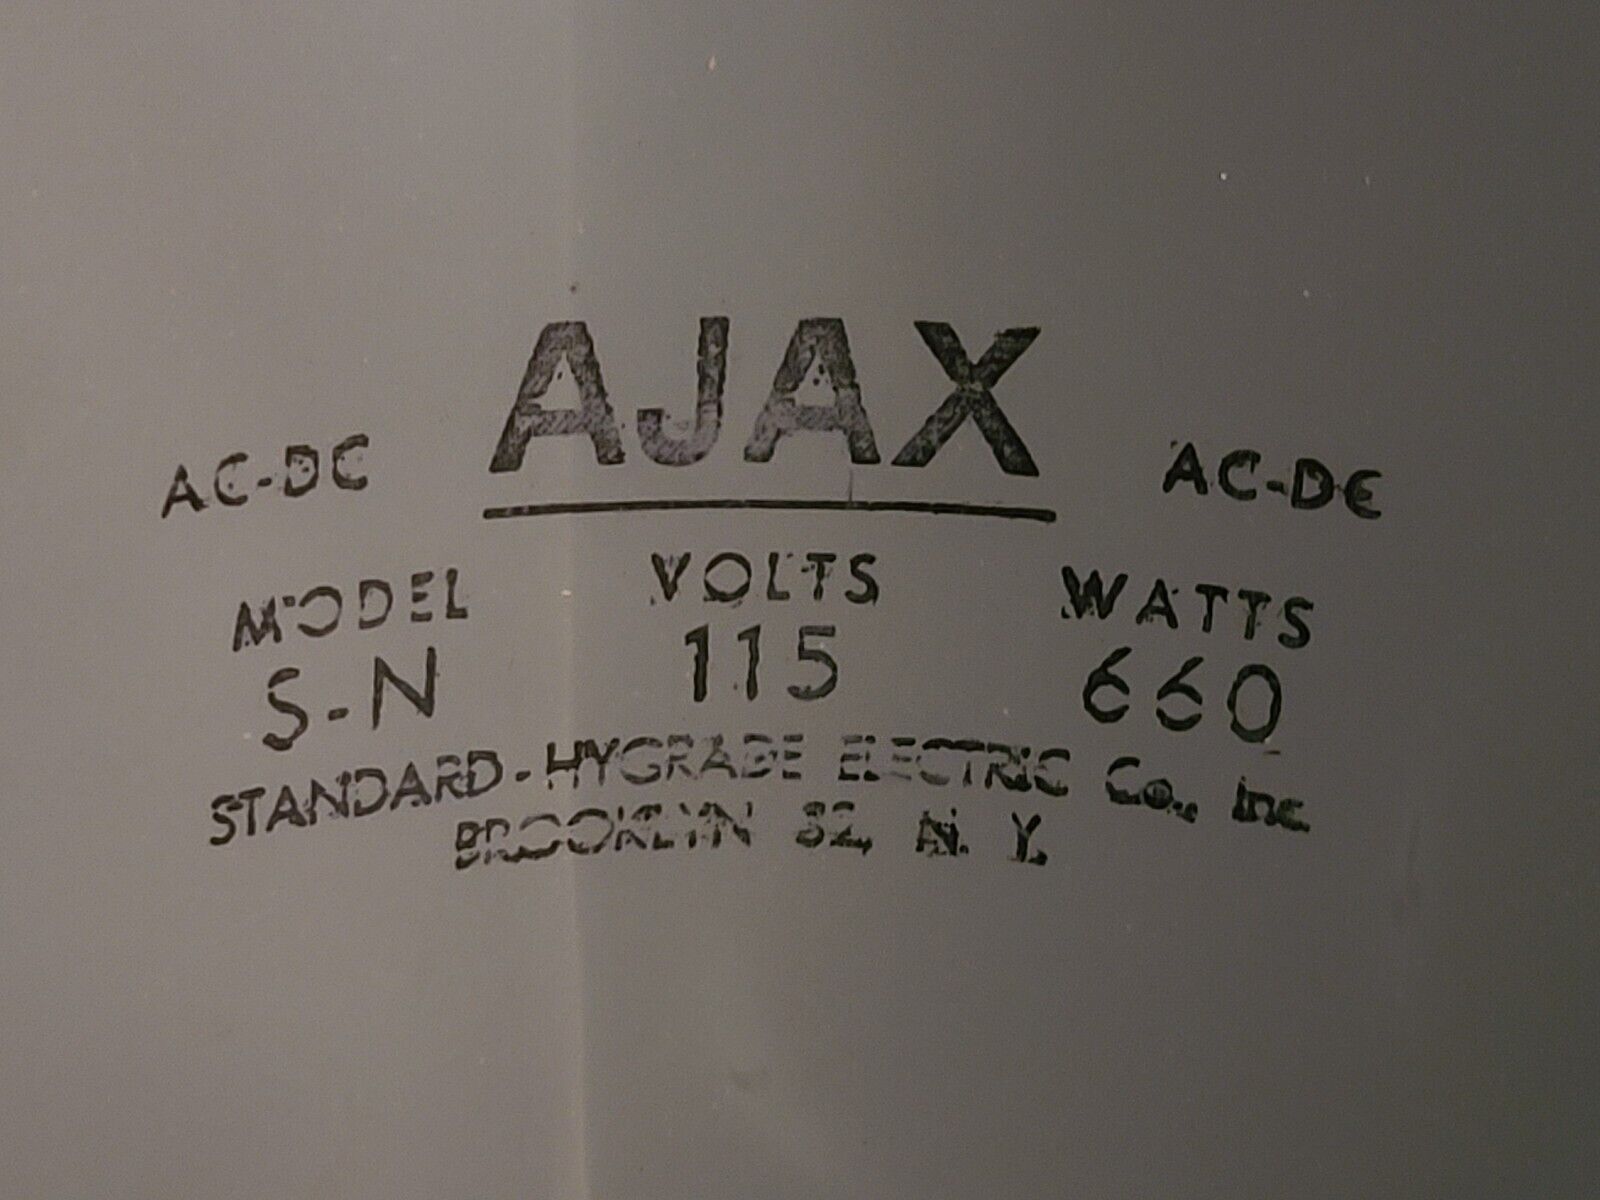 AJAX
AC-DC AC-DC
MODEL VOLTS WATTS
S-N 115 660
STANDARD-HYGRADE ELECTRIC Co., Inc.
BROOKLYN 32, N. Y.